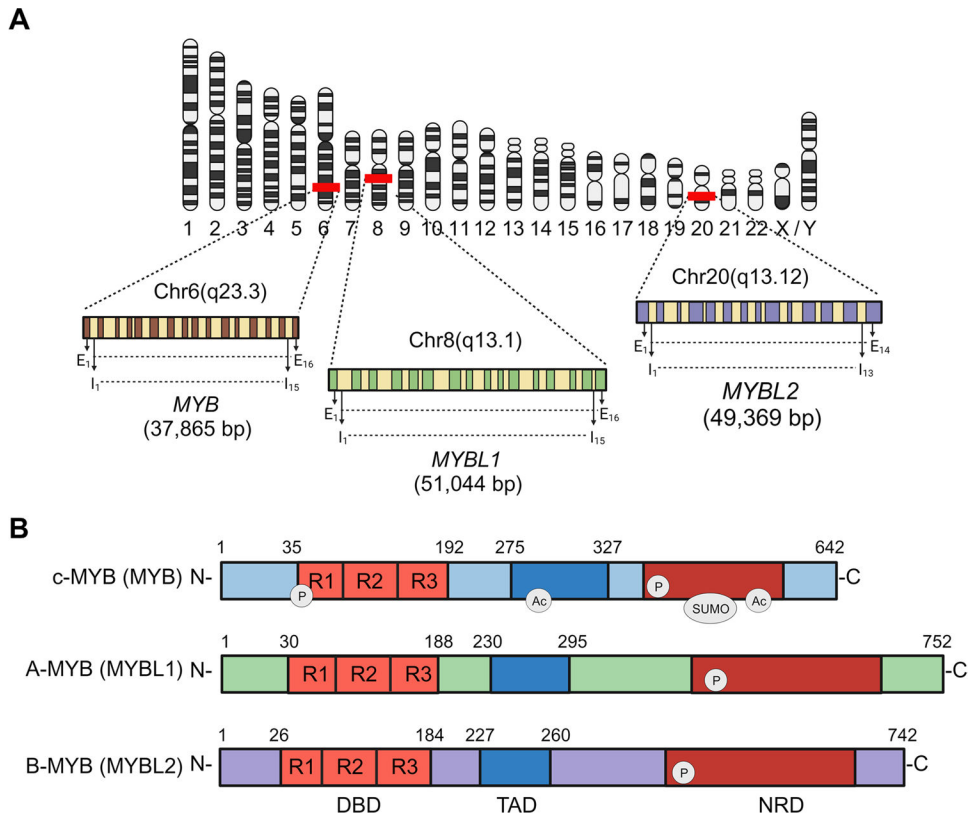 A
1 2 3 4 5 6 7 8 9 10 11 12 13 14 15 16 17 18 19 20 21 22 X / Y
Chr6(q23.3)
E1 E16
I1 I15
MYB
(37,865 bp)
Chr8(q13.1)
E1 E16
I1 I15
MYBL1
(51,044 bp)
Chr20(q13.12)
E1 E14
I1 I13
MYBL2
(49,369 bp)
B
1 35 192 275 327 642
c-MYB (MYB) N- R1 R2 R3 -C
P Ac P SUMO Ac
1 30 188 230 295 752
A-MYB (MYBL1) N- R1 R2 R3 -C
P
1 26 184 227 260 742
B-MYB (MYBL2) N- R1 R2 R3 -C
P
DBD TAD NRD